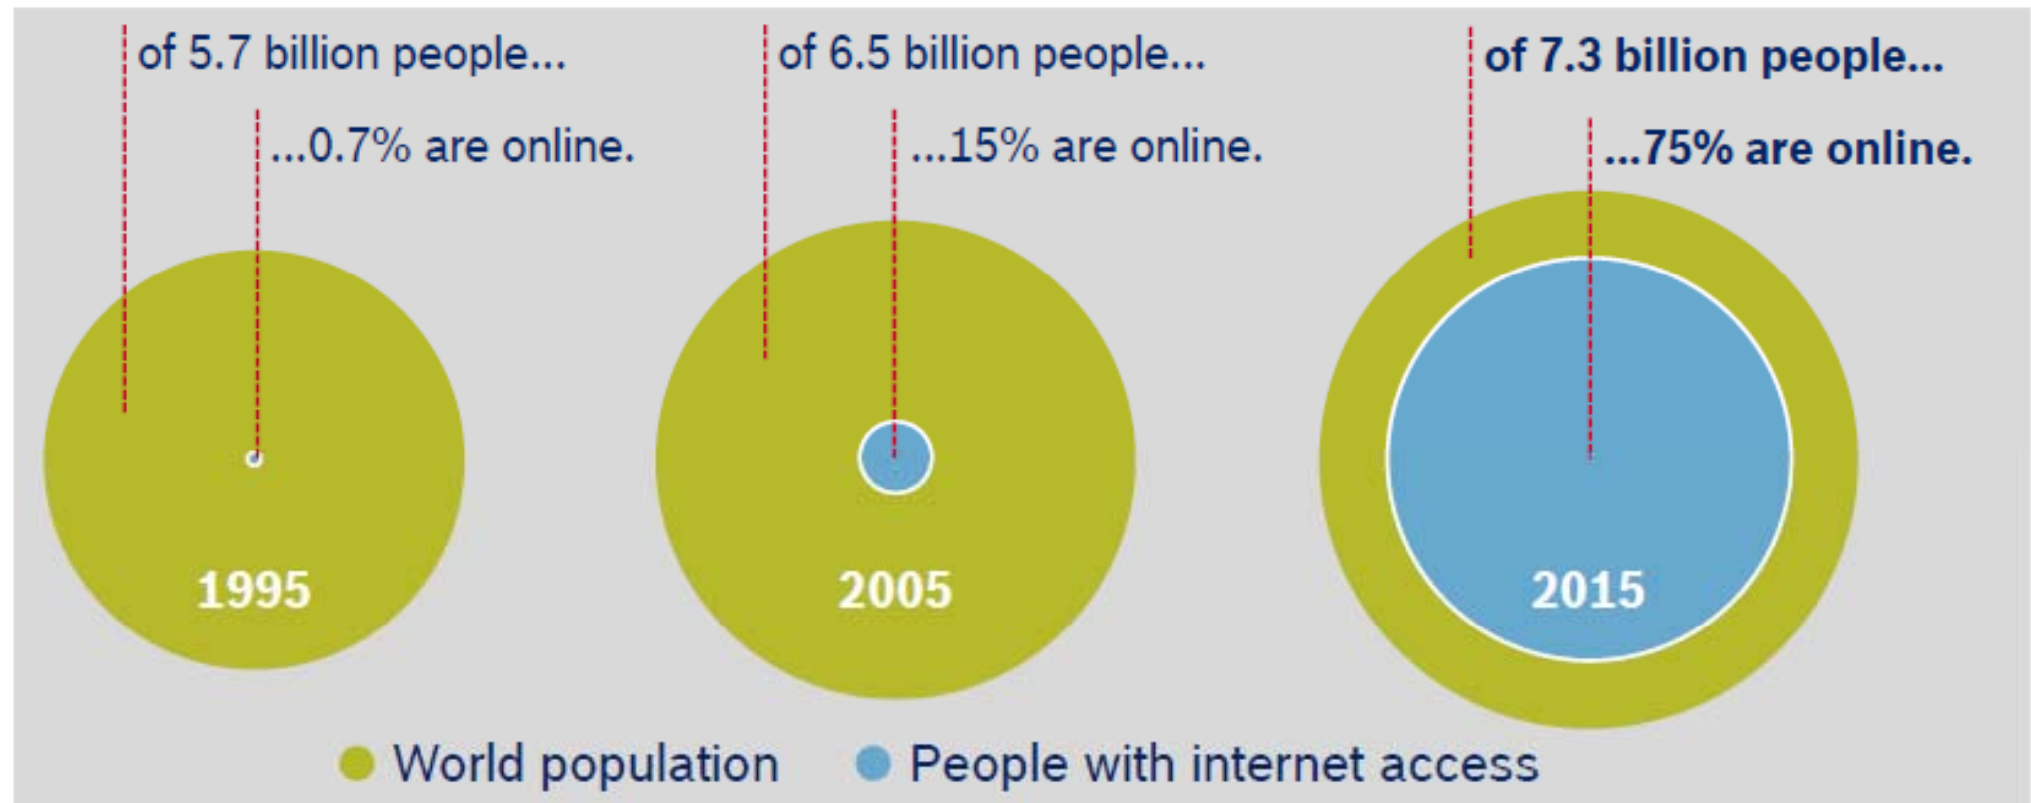 of 5.7 billion people...
...0.7% are online.
1995
of 6.5 billion people...
...15% are online.
2005
of 7.3 billion people...
...75% are online.
2015
World population
People with internet access